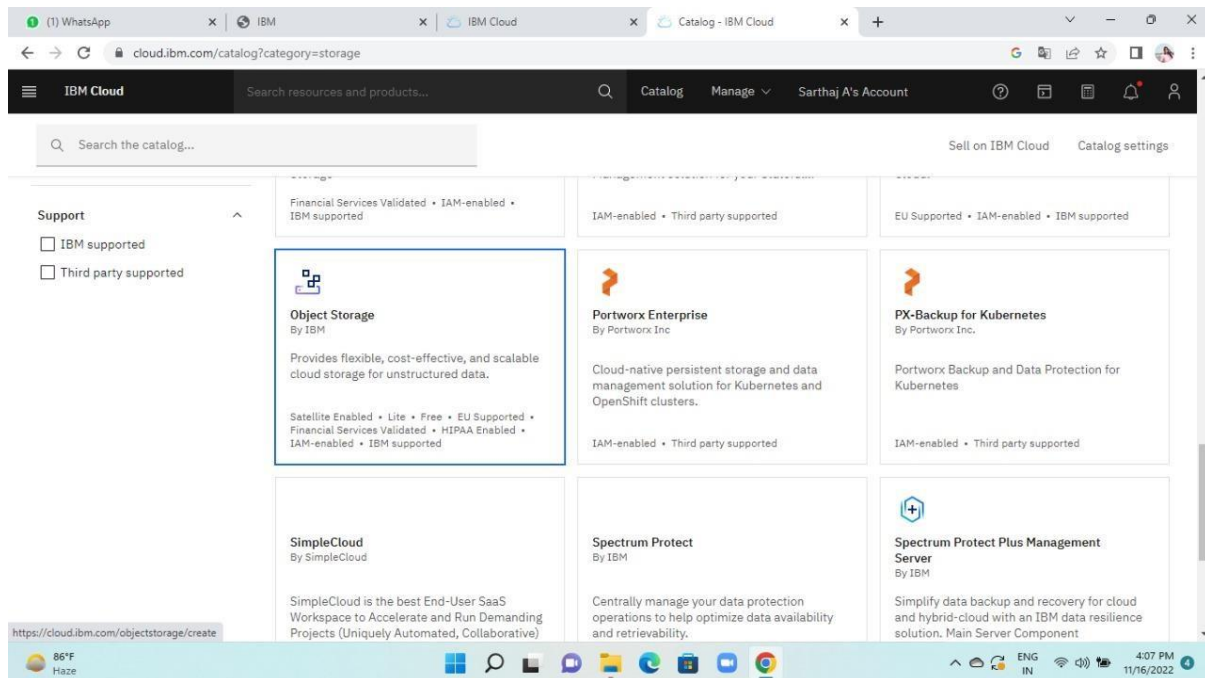 (1) WhatsApp
IBM
IBM Cloud
Catalog - IBM Cloud
cloud.ibm.com/catalog?category=storage
IBM Cloud
Search resources and products...
Catalog
Manage
Sarthaj A's Account
Search the catalog...
Sell on IBM Cloud
Catalog settings
Support
IBM supported
Third party supported
Financial Services Validated • IAM-enabled •
IBM supported
IAM-enabled • Third party supported
EU Supported • IAM-enabled • IBM supported
Object Storage
By IBM
Provides flexible, cost-effective, and scalable
cloud storage for unstructured data.
Satellite Enabled • Lite • Free • EU Supported •
Financial Services Validated • HIPAA Enabled •
IAM-enabled • IBM supported
Portworx Enterprise
By Portworx Inc
Cloud-native persistent storage and data
management solution for Kubernetes and
OpenShift clusters.
IAM-enabled • Third party supported
PX-Backup for Kubernetes
By Portworx Inc.
Portworx Backup and Data Protection for
Kubernetes
IAM-enabled • Third party supported
SimpleCloud
By SimpleCloud
SimpleCloud is the best End-User SaaS
Workspace to Accelerate and Run Demanding
Projects (Uniquely Automated, Collaborative)
Spectrum Protect
By IBM
Centrally manage your data protection
operations to help optimize data availability
and retrievability.
Spectrum Protect Plus Management
Server
By IBM
Simplify data backup and recovery for cloud
and hybrid-cloud with an IBM data resilience
solution. Main Server Component
https://cloud.ibm.com/objectstorage/create
86°F
Haze
ENG
IN
4:07 PM
11/16/2022
4